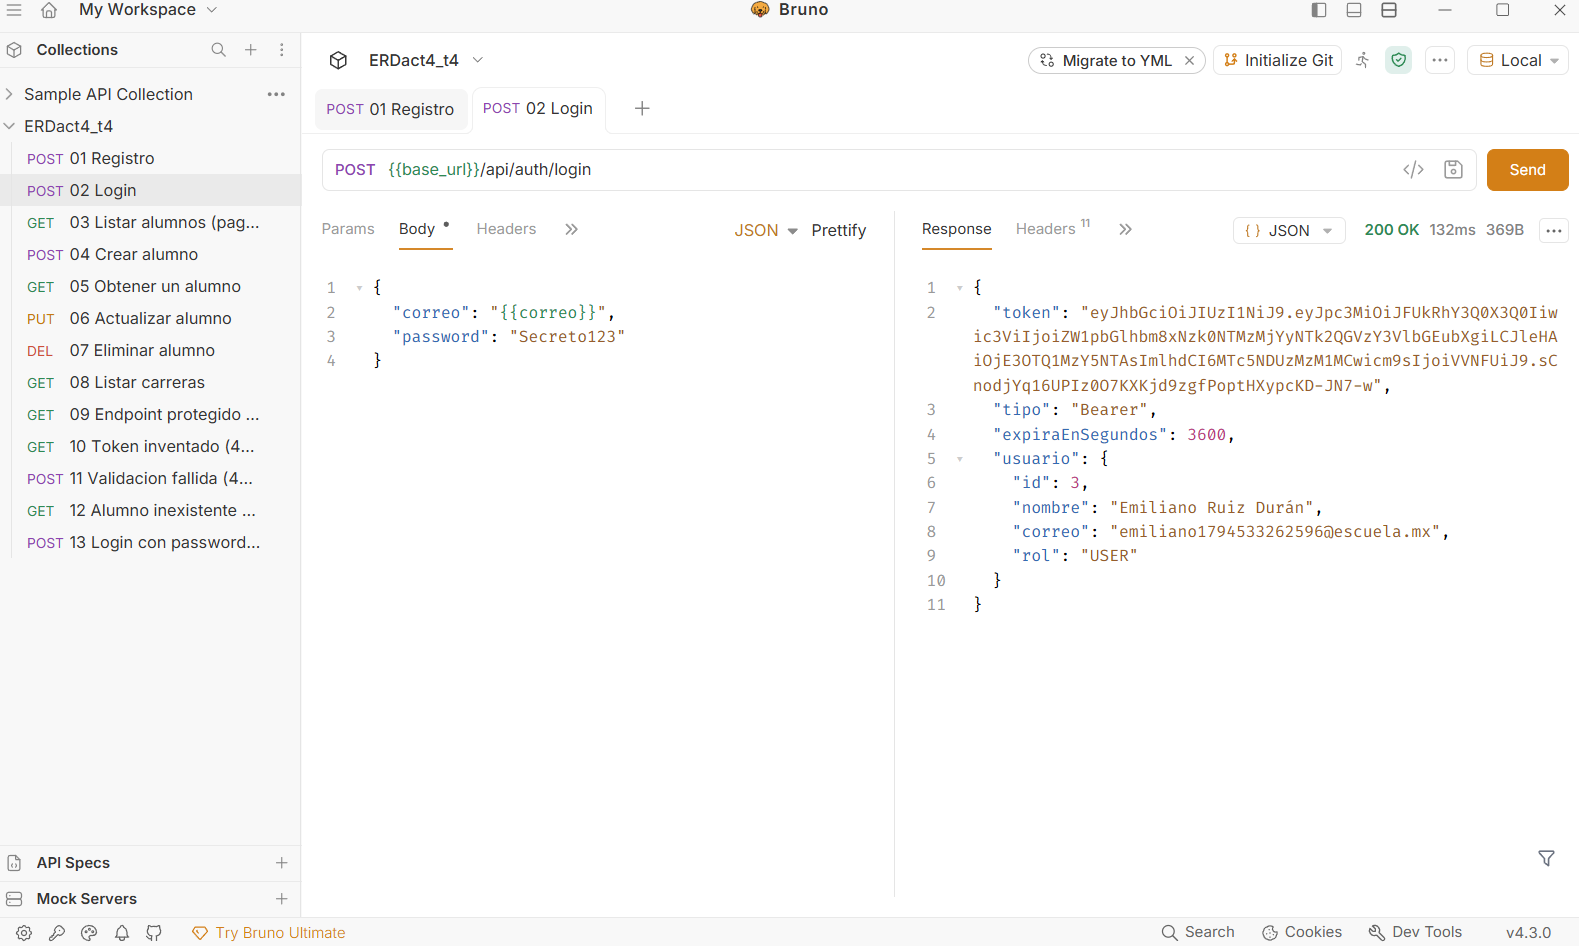 My Workspace
Bruno
Collections
ERDact4_t4
Migrate to YML
Initialize Git
Local
Sample API Collection
ERDact4_t4
POST 01 Registro
POST 02 Login
GET 03 Listar alumnos (pag...
POST 04 Crear alumno
GET 05 Obtener un alumno
PUT 06 Actualizar alumno
DEL 07 Eliminar alumno
GET 08 Listar carreras
GET 09 Endpoint protegido ...
GET 10 Token inventado (4...
POST 11 Validacion fallida (4...
GET 12 Alumno inexistente ...
POST 13 Login con password...
API Specs
Mock Servers
POST 01 Registro
POST 02 Login
POST {{base_url}}/api/auth/login
Send
Params Body Headers JSON Prettify
1 {
2 "correo": "{{correo}}",
3 "password": "Secreto123"
4 }
Response Headers 11 { } JSON 200 OK 132ms 369B
1 {
2 "token": "eyJhbGciOiJIUzI1NiJ9.eyJpc3MiOiJFUkRhY3Q0X3Q0Iiw
ic3ViIjoiZW1pbGlhbm8xNzk0NTMzMjYyNTk2QGVzY3VlbGEubXgiLCJleHA
iOjE3OTQ1MzY5NTAsImlhdCI6MTc5NDUzMzM1MCwicm9sIjoiVVNFUiJ9.sC
nodjYq16UPIz0O7KXKjd9zgfPoptHXypcKD-JN7-w",
3 "tipo": "Bearer",
4 "expiraEnSegundos": 3600,
5 "usuario": {
6 "id": 3,
7 "nombre": "Emiliano Ruiz Durán",
8 "correo": "emiliano1794533262596@escuela.mx",
9 "rol": "USER"
10 }
11 }
Try Bruno Ultimate
Search
Cookies
Dev Tools
v4.3.0